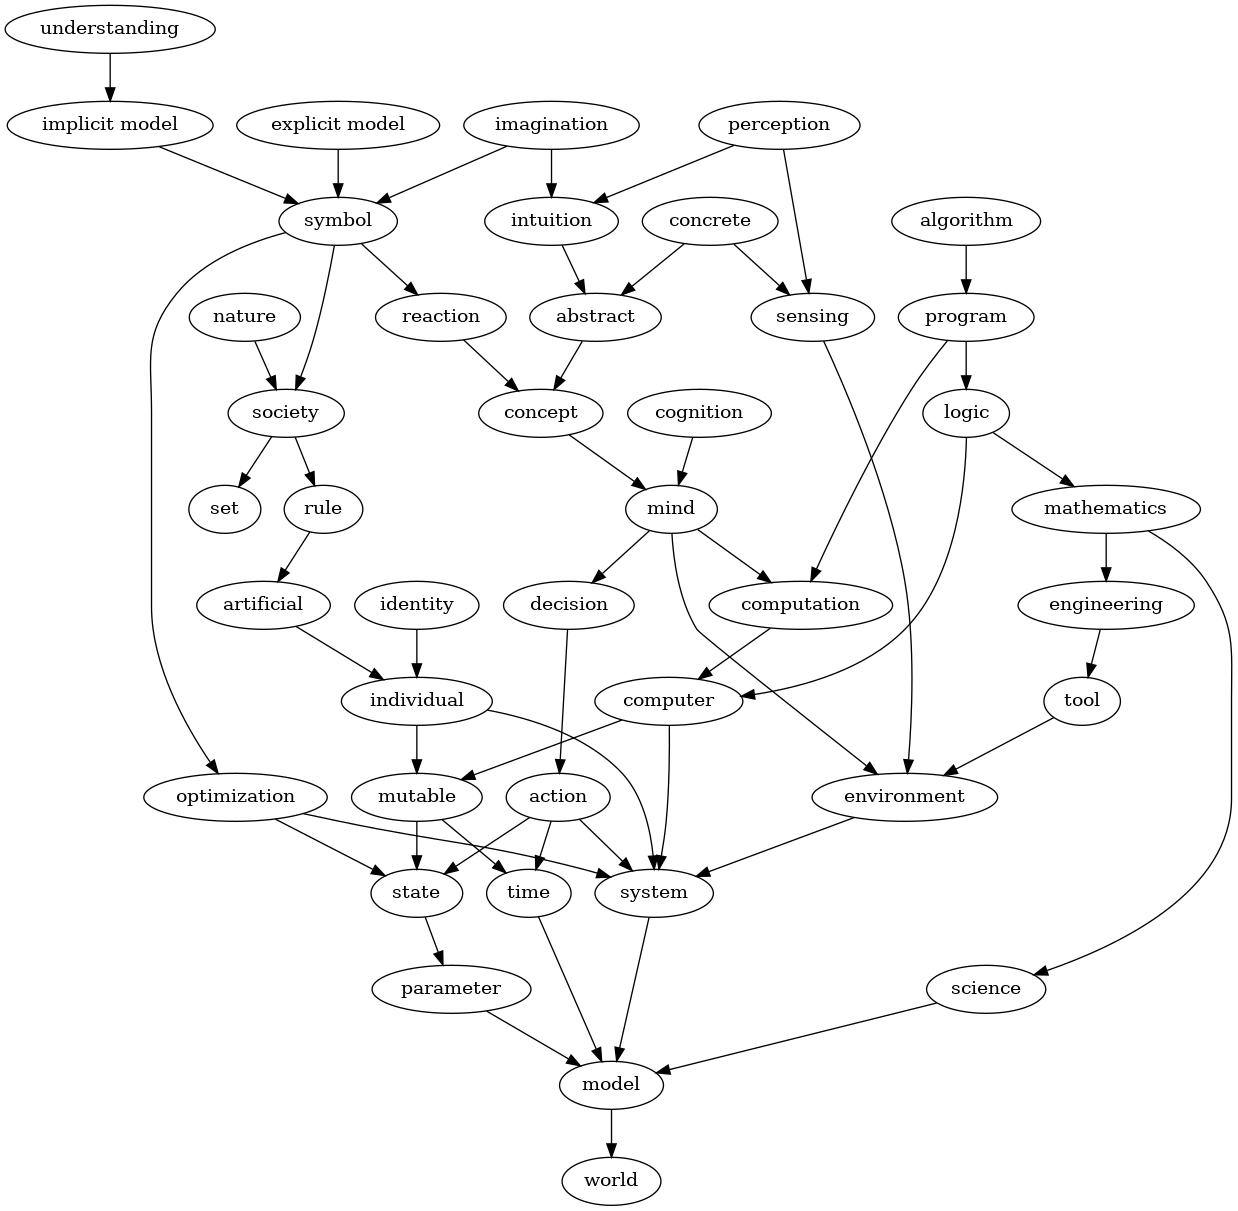 understanding
implicit model
explicit model
imagination
perception
symbol
intuition
concrete
algorithm
nature
reaction
abstract
sensing
program
society
concept
cognition
logic
set
rule
mind
mathematics
artificial
identity
decision
computation
engineering
individual
computer
tool
optimization
mutable
action
environment
state
time
system
parameter
science
model
world